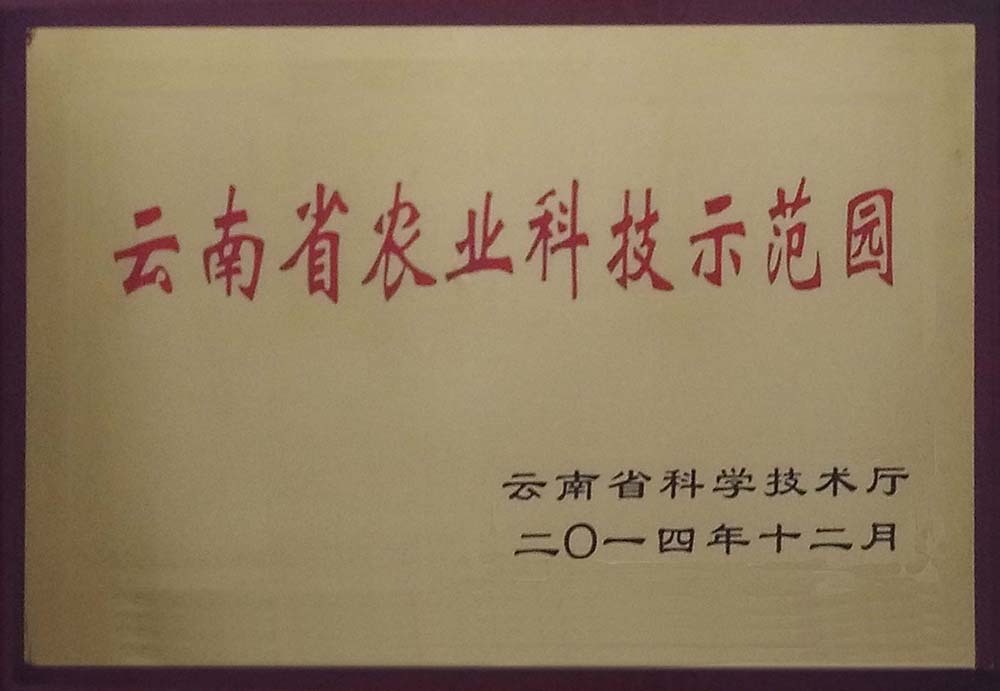 云南省农业科技示范园
云南省科学技术厅
二〇一四年十二月